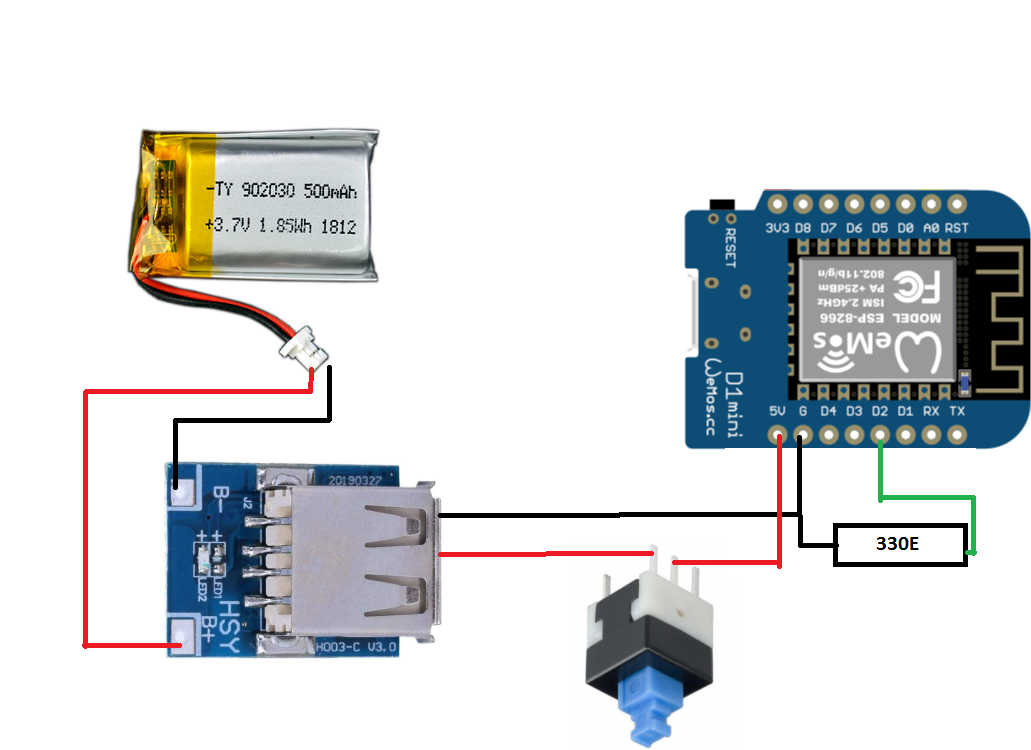 -TY 902030 500mAh
+3.7V 1.85Wh 1812
3V3 D8 D7 D6 D5 D0 A0 RST
RESET
802.11b/g/n
PA +25dBm
ISM 2.4GHz
MODEL ESP-8266
FC
WeMos
D1 mini
WeMos.cc
5V G D4 D3 D2 D1 RX TX
20190327
B-
J2
+ +
LED2 LED1
B+
HSY
H003-C V3.0
330E